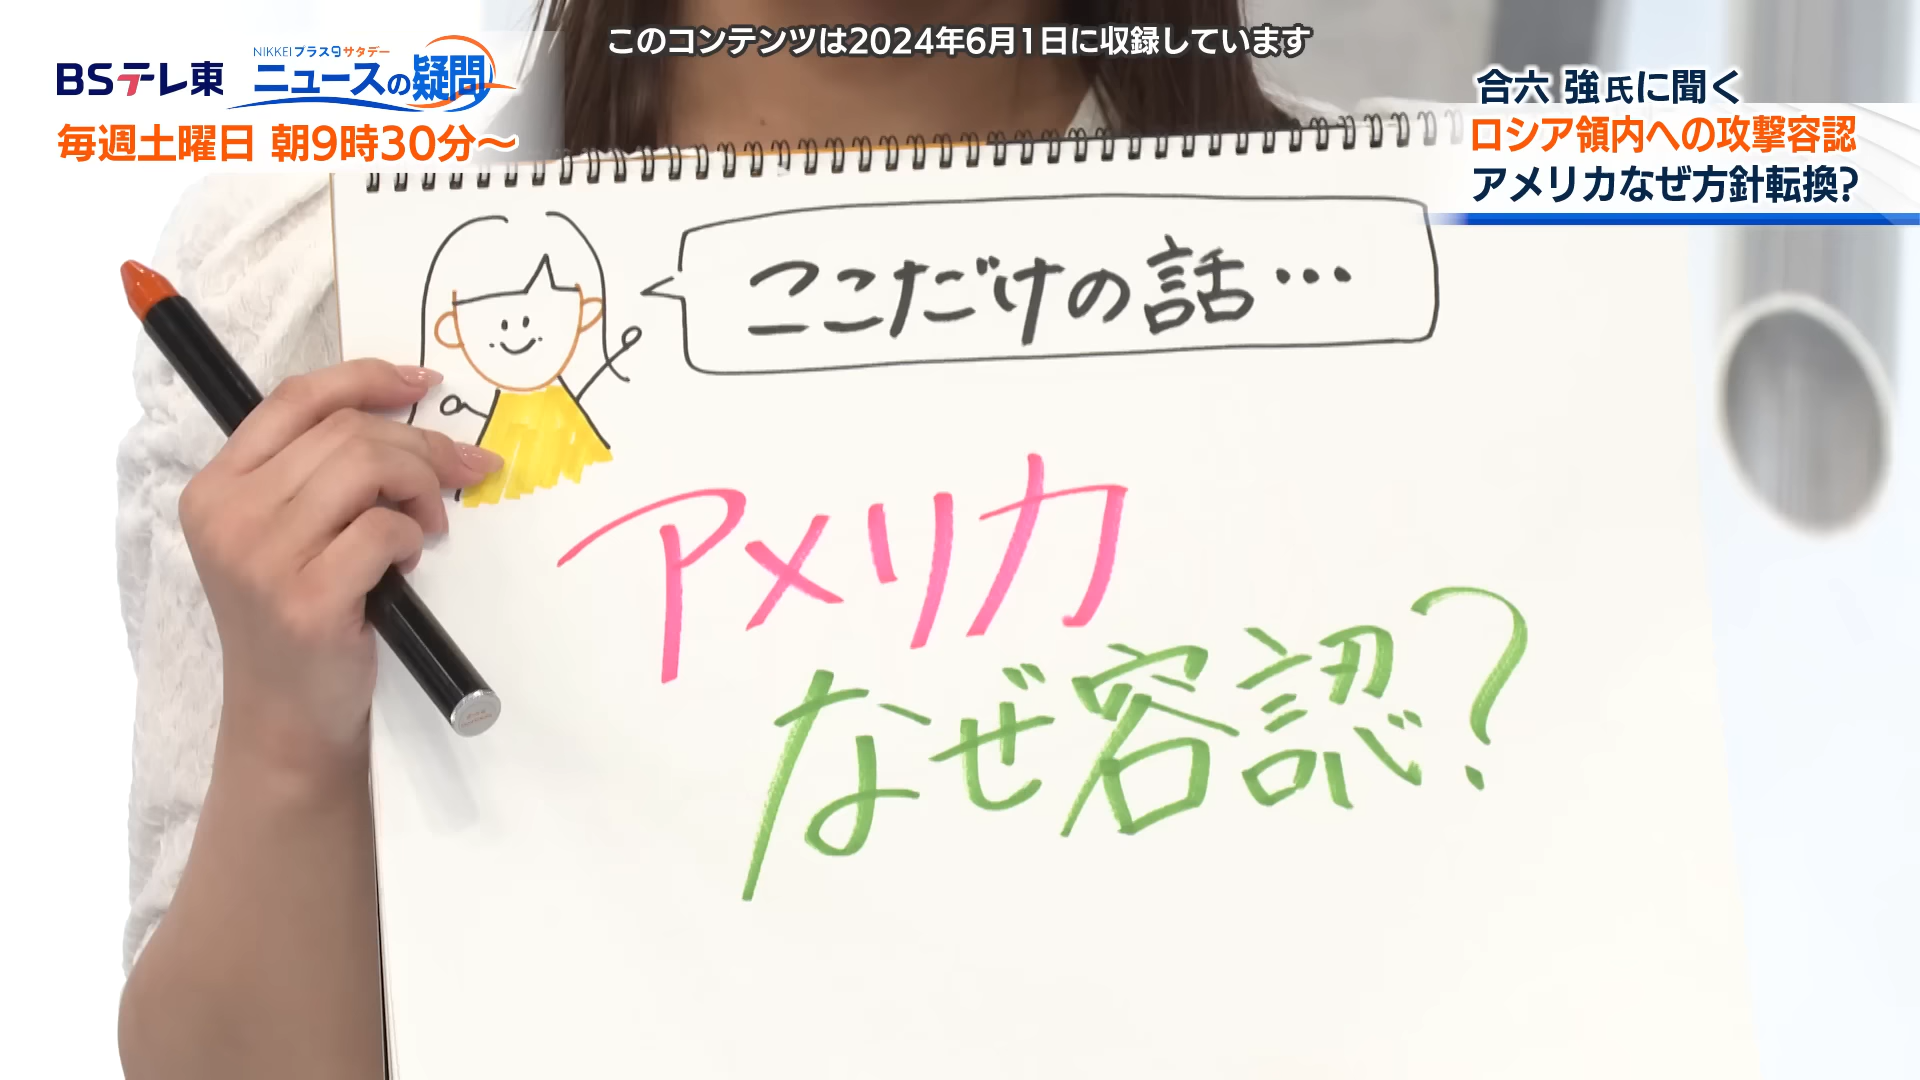 このコンテンツは2024年6月1日に収録しています
BSテレ東
NIKKEIプラス9サタデー
ニュースの疑問
毎週土曜日 朝9時30分〜
合六 強氏に聞く
ロシア領内への攻撃容認
アメリカなぜ方針転換?
ここだけの話…
アメリカ
なぜ容認?